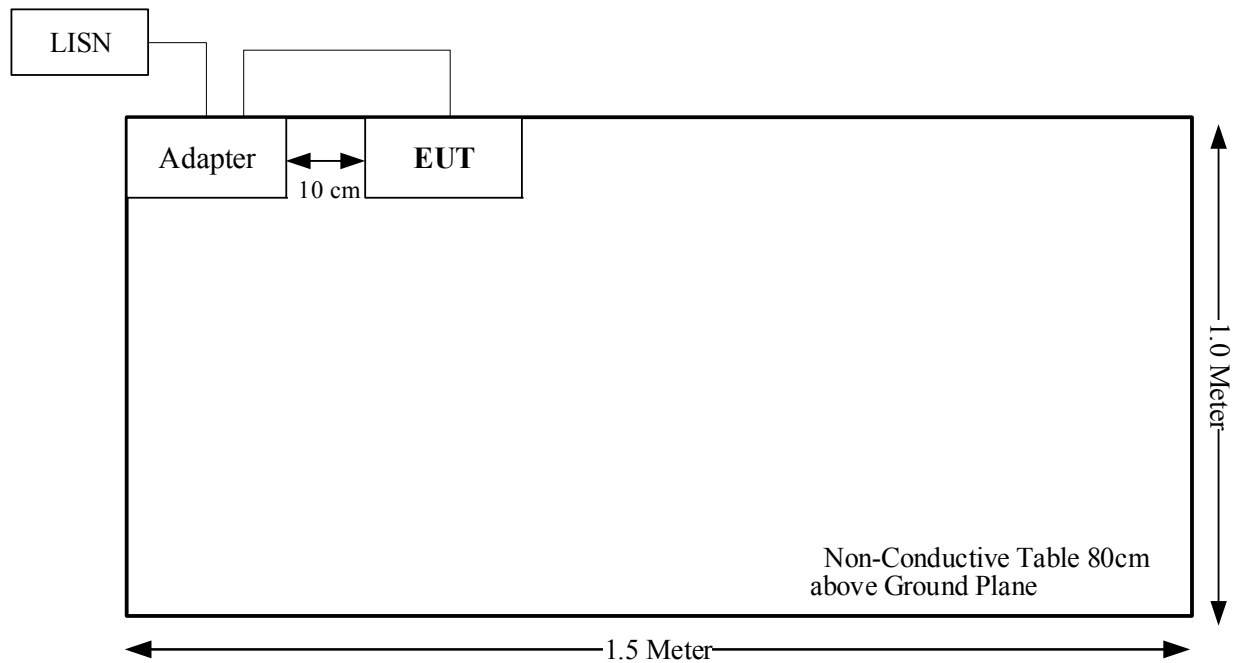 LISN
Adapter
EUT
10 cm
1.0 Meter
Non-Conductive Table 80cm
above Ground Plane
1.5 Meter